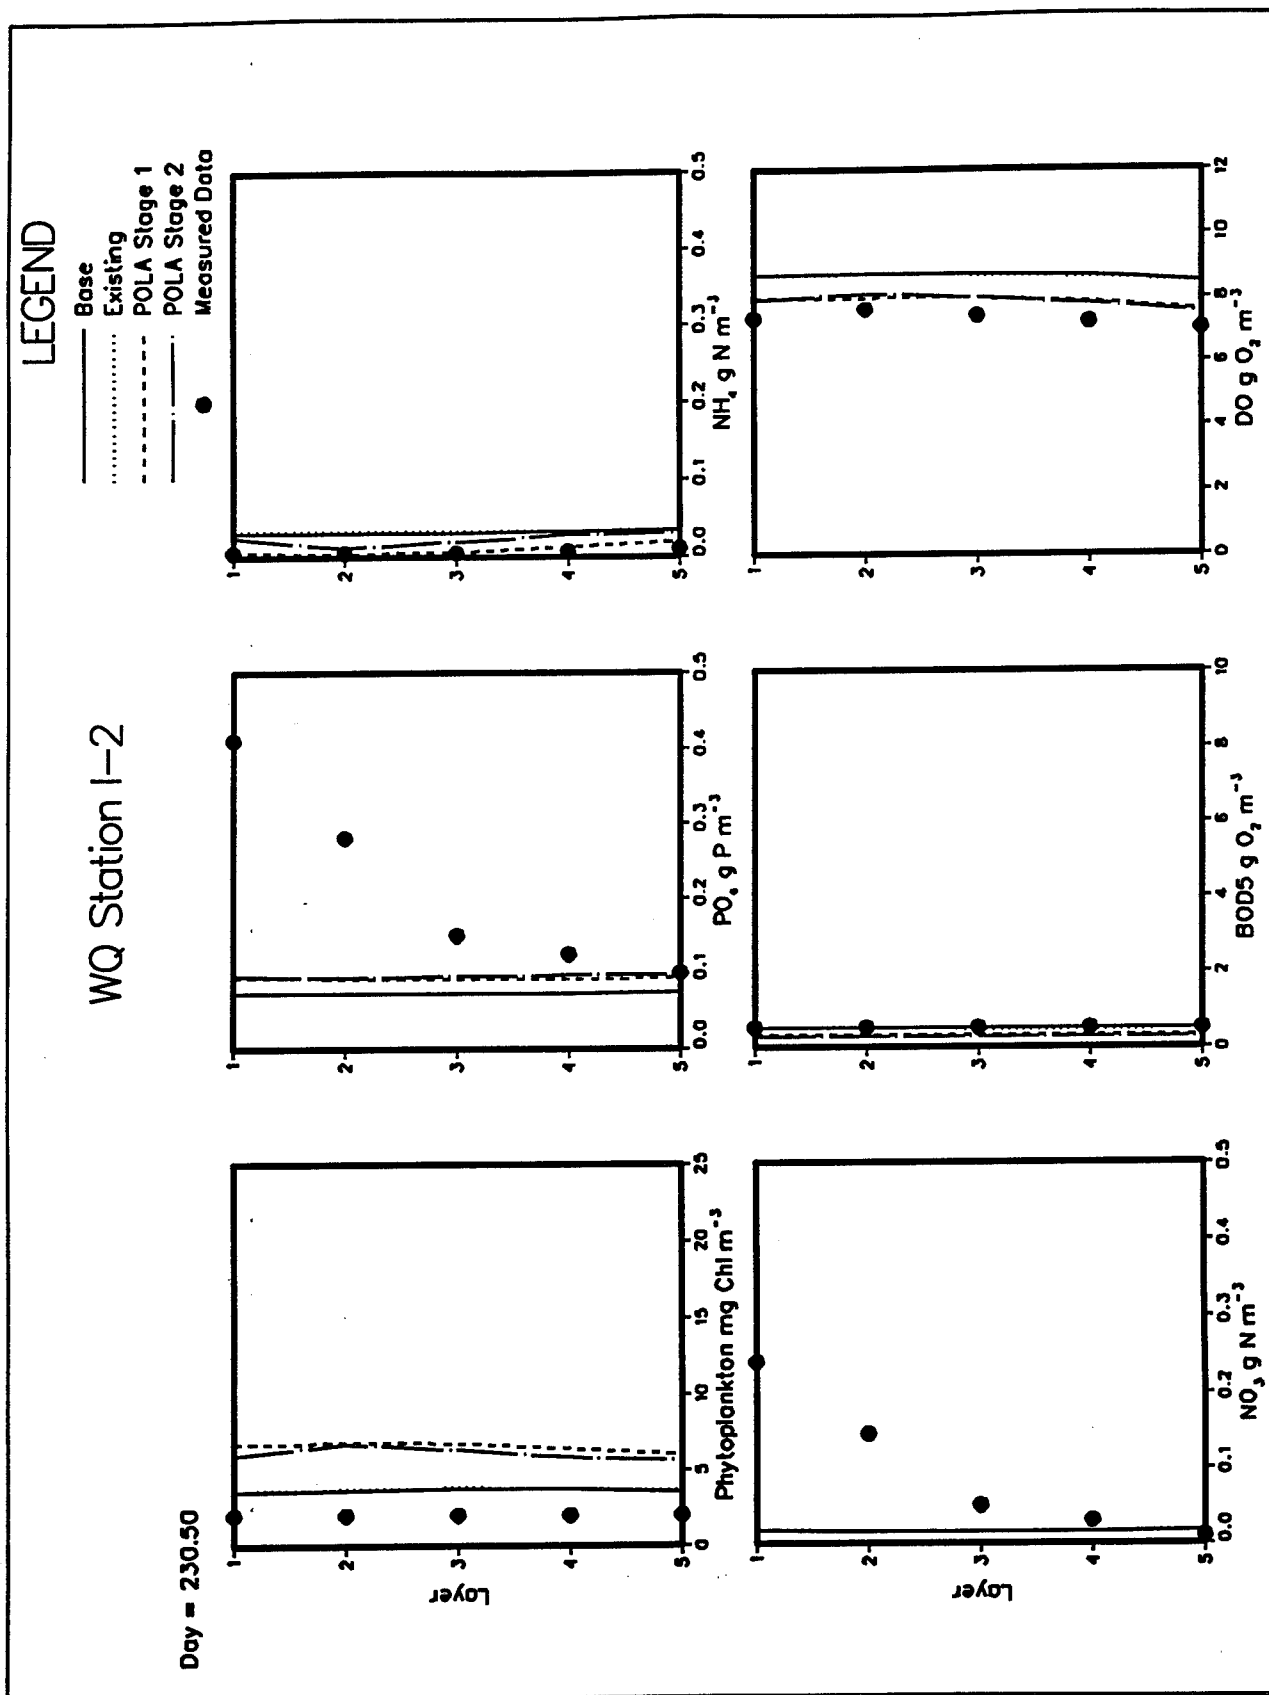 WQ Station I-2
LEGEND
Base
Existing
POLA Stage 1
POLA Stage 2
Measured Data
Day = 230.50
Layer
1
2
3
4
5
0 5 10 15 20 25
Phytoplankton mg Chl m⁻³
1
2
3
4
5
0.0 0.1 0.2 0.3 0.4 0.5
PO₄ g P m⁻³
1
2
3
4
5
0.0 0.1 0.2 0.3 0.4 0.5
NH₄ g N m⁻³
Layer
1
2
3
4
5
0.0 0.1 0.2 0.3 0.4 0.5
NO₃ g N m⁻³
1
2
3
4
5
0 2 4 6 8 10
BOD5 g O₂ m⁻³
1
2
3
4
5
0 2 4 6 8 10 12
DO g O₂ m⁻³